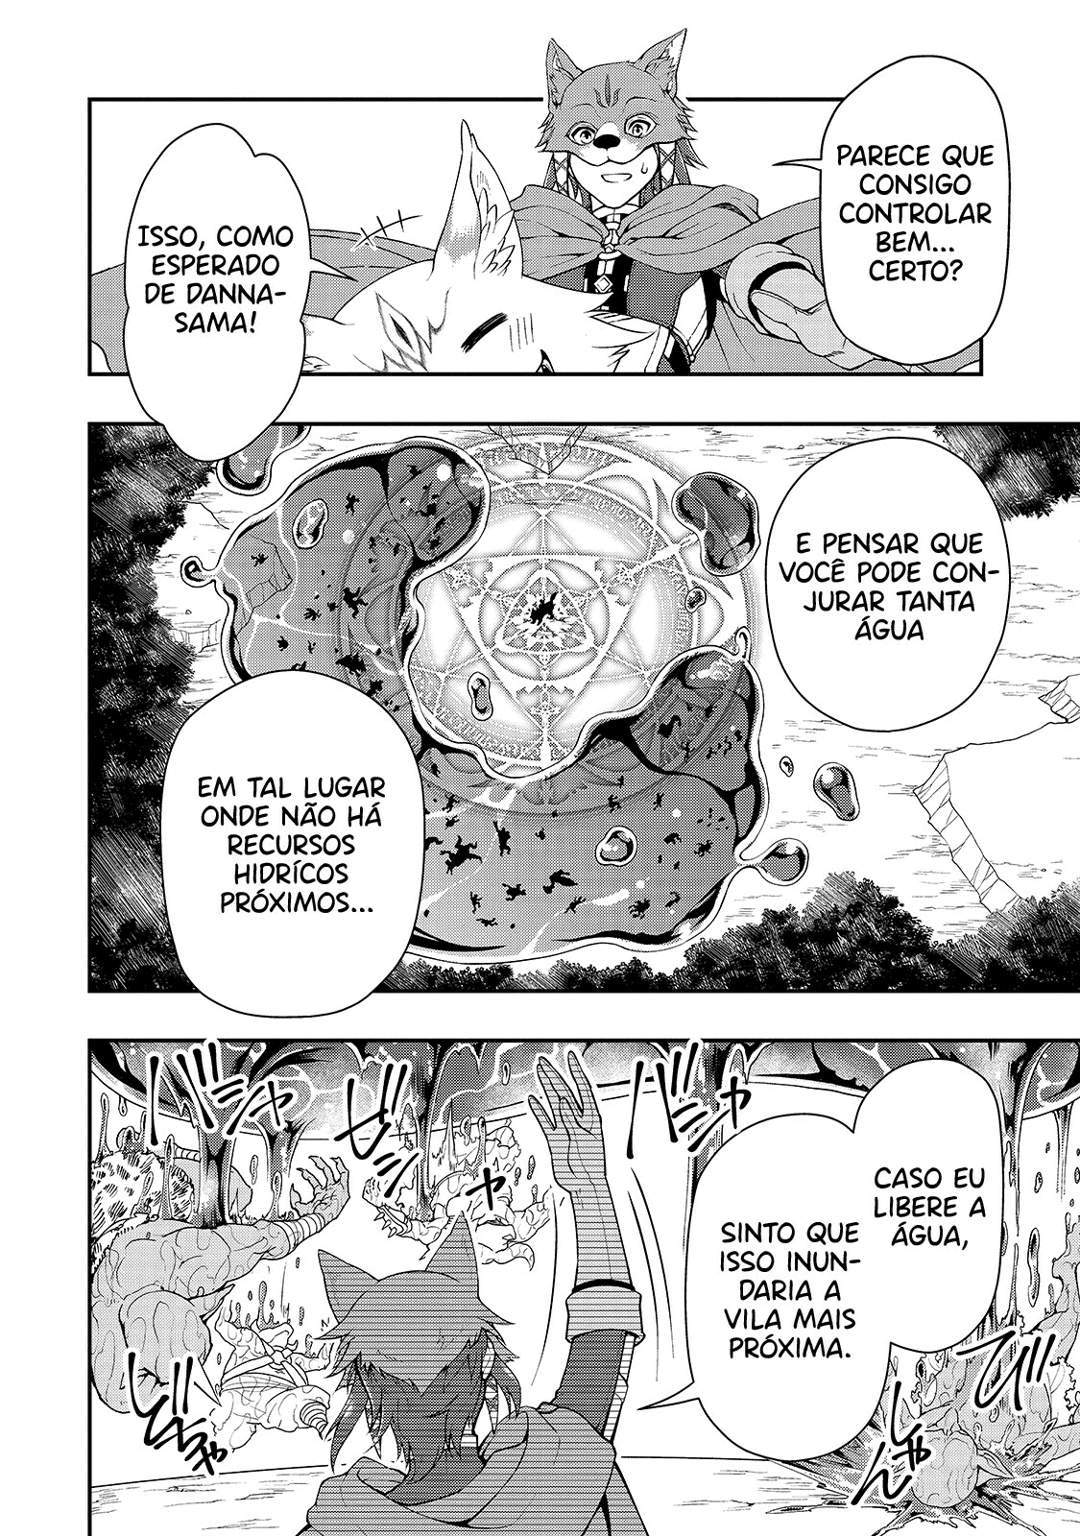 PARECE QUE
CONSIGO
CONTROLAR
BEM...
CERTO?
ISSO, COMO
ESPERADO
DE DANNA-
SAMA!
E PENSAR QUE
VOCÊ PODE CON-
JURAR TANTA
ÁGUA
EM TAL LUGAR
ONDE NÃO HÁ
RECURSOS
HIDRÍCOS
PRÓXIMOS...
CASO EU
LIBERE A
ÁGUA,
SINTO QUE
ISSO INUN-
DARIA A
VILA MAIS
PRÓXIMA.